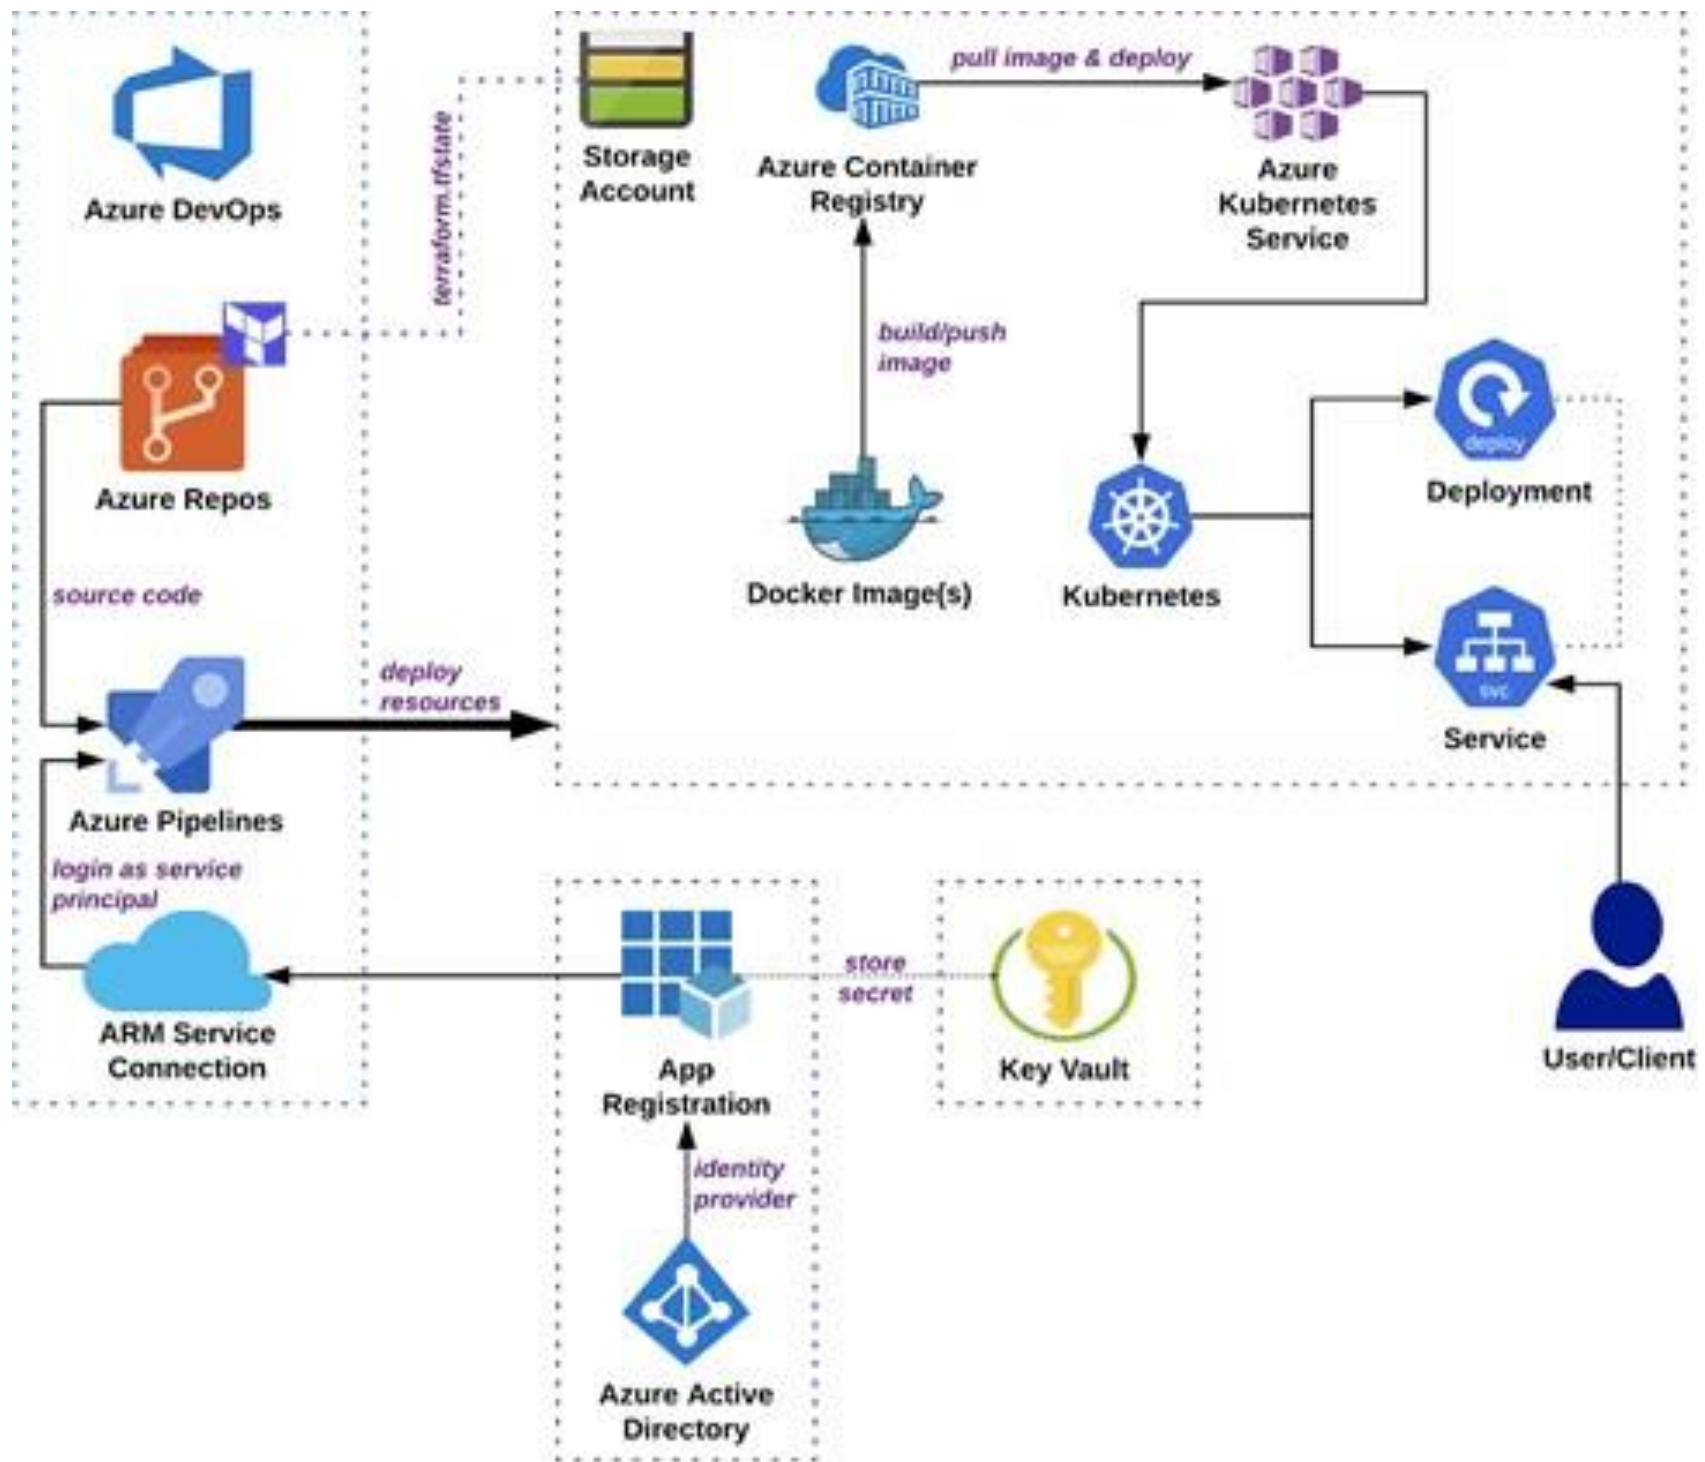 Azure DevOps
terraform.tfstate
Storage
Account
Azure Container
Registry
pull image & deploy
Azure
Kubernetes
Service
Azure Repos
build/push
image
deploy
Deployment
Docker Image(s)
Kubernetes
source code
svc
Service
deploy
resources
Azure Pipelines
login as service
principal
ARM Service
Connection
App
Registration
store
secret
Key Vault
User/Client
identity
provider
Azure Active
Directory